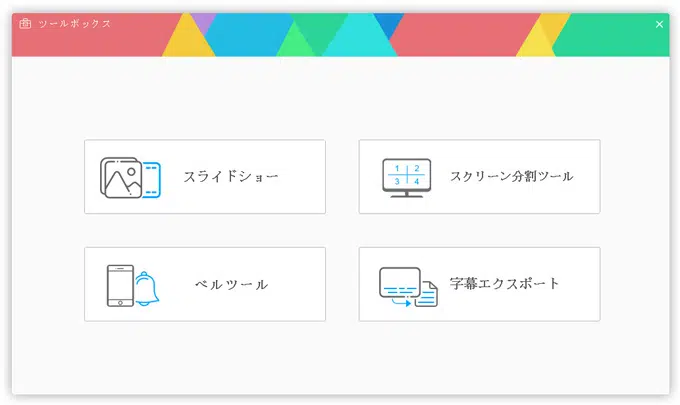 ツールボックス
スライドショー
1 2
3 4
スクリーン分割ツール
ベルツール
字幕エクスポート